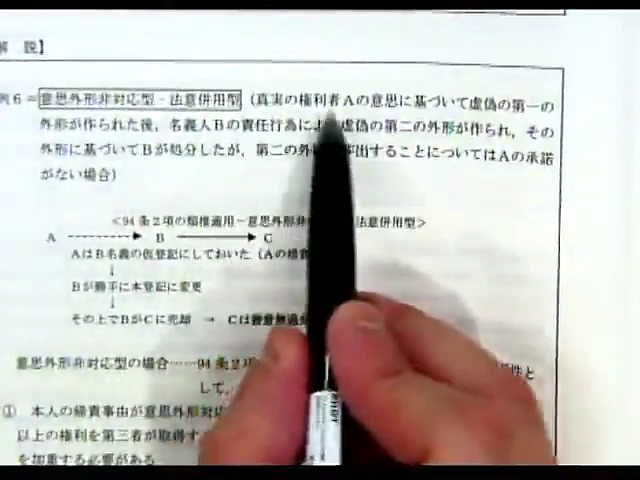 解 説】
例6＝意思外形非対応型－法意併用型（真実の権利者Aの意思に基づいて虚偽の第一の
外形が作られた後，名義人Bの責任行為によ 虚偽の第二の外形が作られ，その
外形に基づいてBが処分したが，第二の外 出することについてはAの承諾
がない場合）
＜94条2項の類推適用－意思外形非 法意併用型＞
A B C
AはB名義の仮登記にしておいた（Aの帰責
↓
Bが勝手に本登記に変更
↓
その上でBがCに売却 → Cは善意無過失
意思外形非対応型の場合……94条2項 件と
して，
① 本人の帰責事由が意思外形対応
以上の権利を第三者が取得す
を加重する必要がある